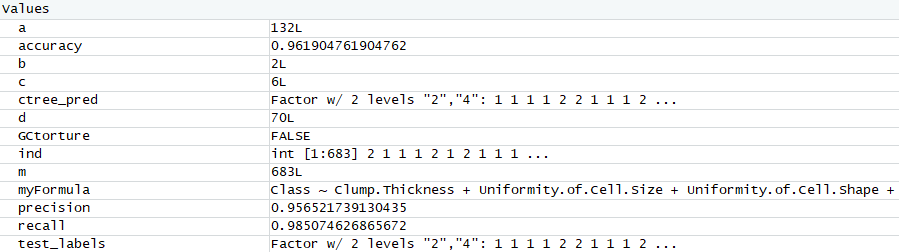 Values
a 132L
accuracy 0.961904761904762
b 2L
c 6L
ctree_pred Factor w/ 2 levels "2","4": 1 1 1 1 2 2 1 1 1 2 ...
d 70L
GCtorture FALSE
ind int [1:683] 2 1 1 1 2 1 2 1 1 1 ...
m 683L
myFormula Class ~ Clump.Thickness + Uniformity.of.Cell.Size + Uniformity.of.Cell.Shape +
precision 0.956521739130435
recall 0.985074626865672
test_labels Factor w/ 2 levels "2","4": 1 1 1 1 2 2 1 1 1 2 ...